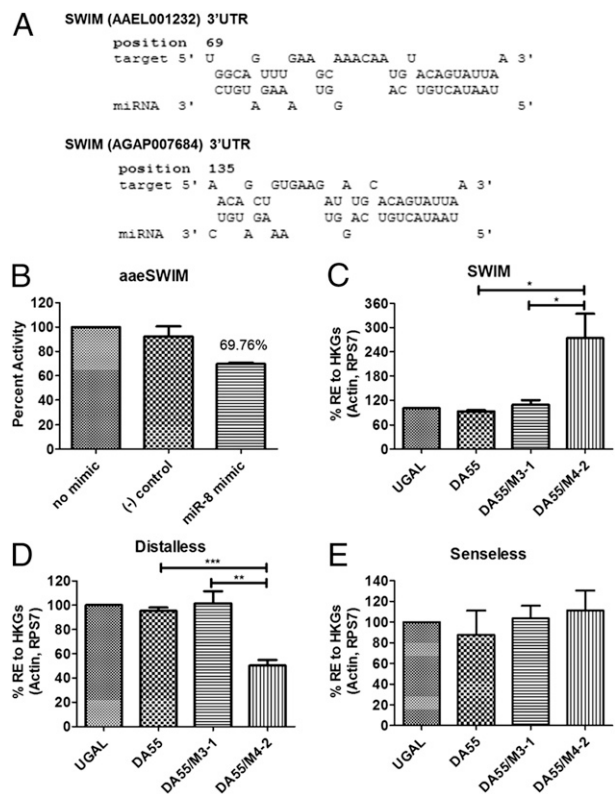 A
SWIM (AAEL001232) 3'UTR
position 69
target 5' U G GAA AAACAA U A 3'
GGCA UUU GC UG ACAGUAUUA
CUGU GAA UG AC UGUCAUAAU
miRNA 3' A A G 5'
SWIM (AGAP007684) 3'UTR
position 135
target 5' A G GUGAAG A C A 3'
ACA CU AU UG ACAGUAUUA
UGU GA UG AC UGUCAUAAU
miRNA 3' C A AA G 5'
B
aaeSWIM
Percent Activity
120
100
80
60
40
20
0
69.76%
no mimic
(-) control
miR-8 mimic
C
SWIM
% RE to HKGs
(Actin, RPS7)
360
300
240
180
120
60
0
*
*
UGAL
DA55
DA55/M3-1
DA55/M4-2
D
Distalless
% RE to HKGs
(Actin, RPS7)
120
100
80
60
40
20
0
***
**
UGAL
DA55
DA55/M3-1
DA55/M4-2
E
Senseless
% RE to HKGs
(Actin, RPS7)
140
120
100
80
60
40
20
0
UGAL
DA55
DA55/M3-1
DA55/M4-2